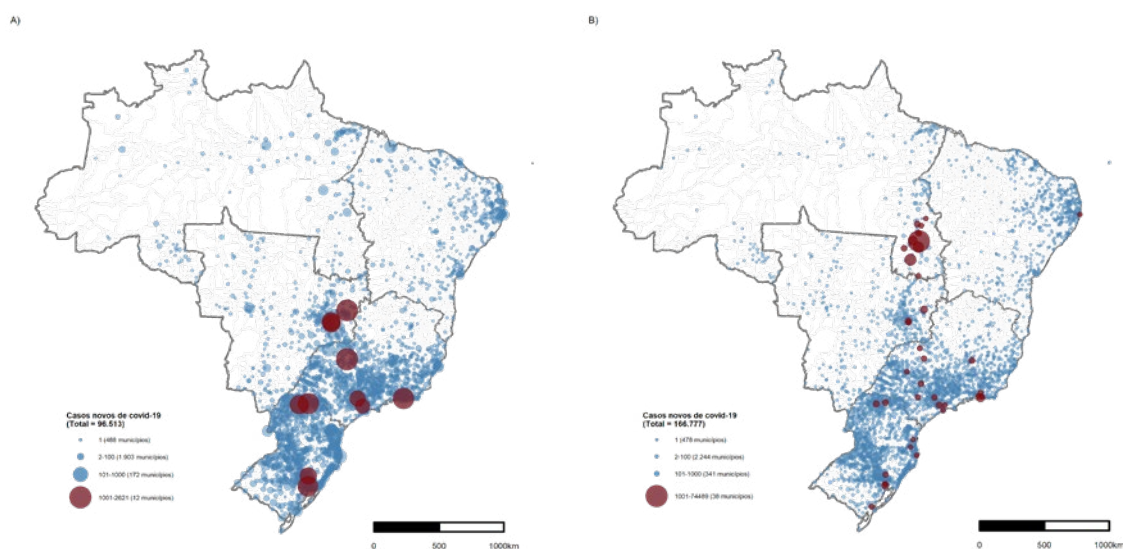 A)
Casos novos de covid-19
(Total = 96.513)
1 (466 municípios)
2-100 (1 903 municípios)
101-1000 (172 municípios)
1001-2621 (12 municípios)
0 500 1000km
B)
Casos novos de covid-19
(Total = 166.777)
1 (478 municípios)
2-100 (2 244 municípios)
101-1000 (341 municípios)
1001-74489 (38 municípios)
0 500 1000km